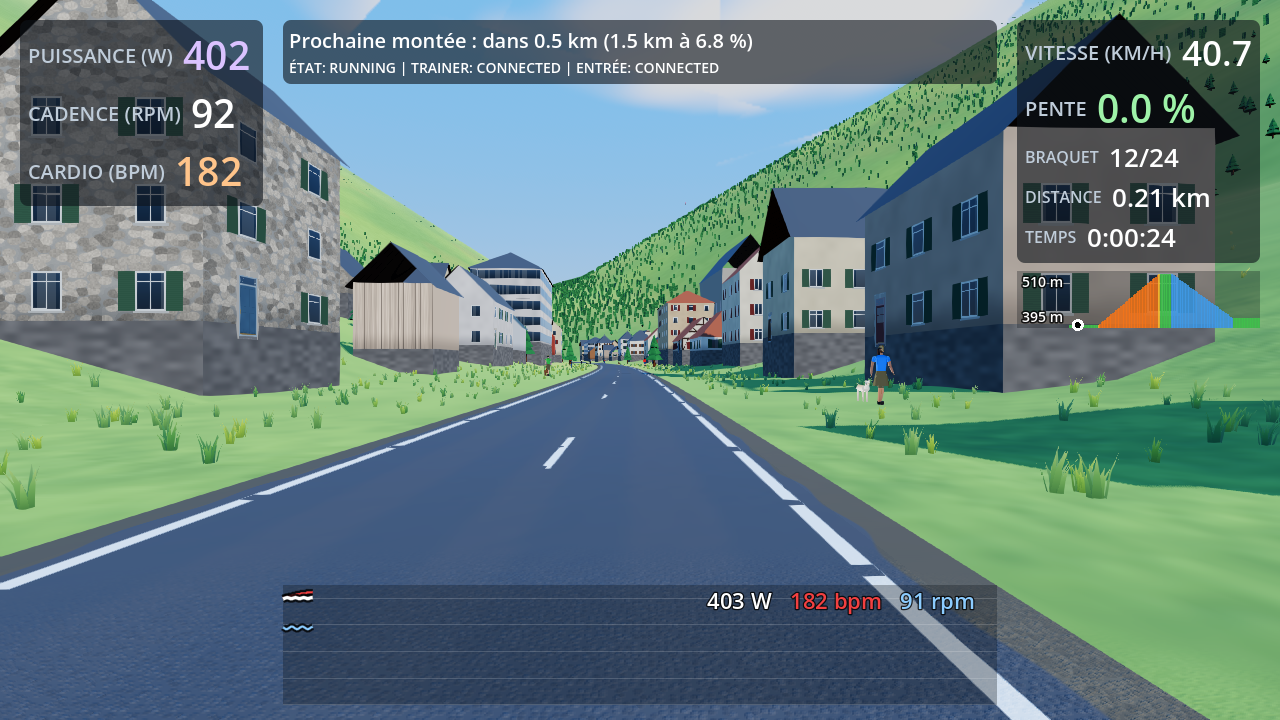 PUISSANCE (W) 402
CADENCE (RPM) 92
CARDIO (BPM) 182
Prochaine montée : dans 0.5 km (1.5 km à 6.8 %)
ÉTAT: RUNNING | TRAINER: CONNECTED | ENTRÉE: CONNECTED
VITESSE (KM/H) 40.7
PENTE 0.0 %
BRAQUET 12/24
DISTANCE 0.21 km
TEMPS 0:00:24
510 m
395 m
403 W 182 bpm 91 rpm